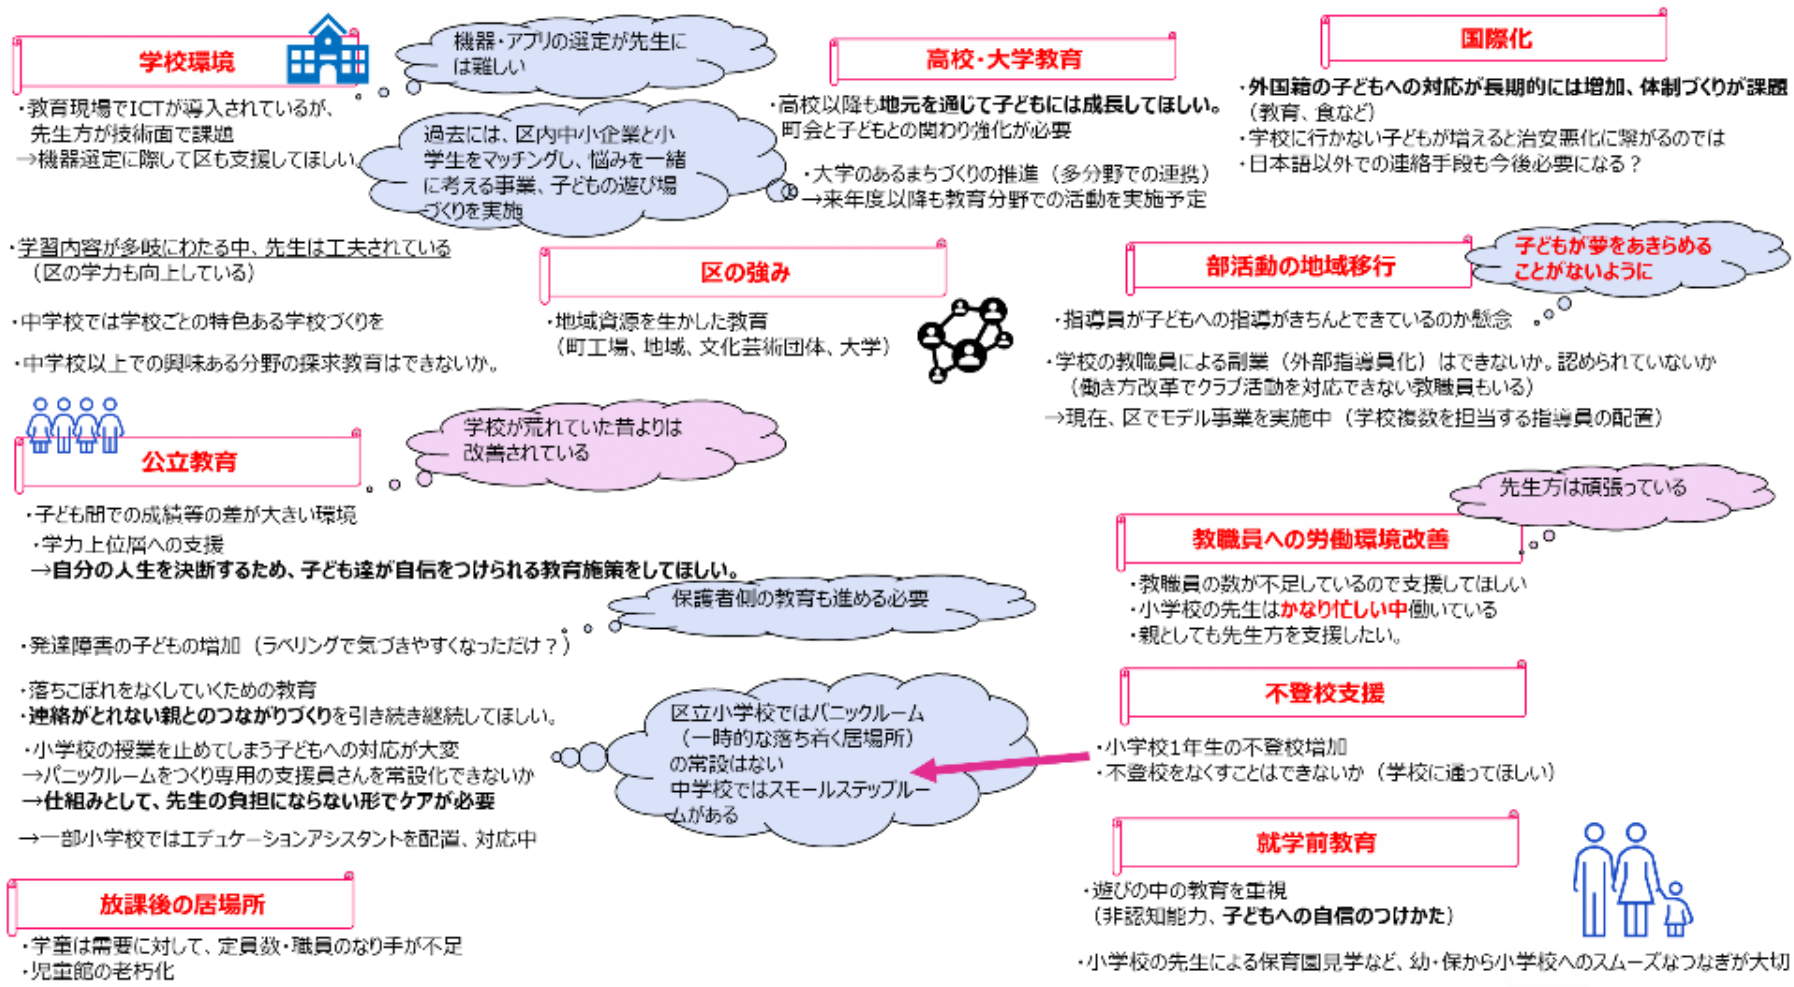 学校環境
機器・アプリの選定が先生に
は難しい
・教育現場でICTが導入されているが、
先生方が技術面で課題
→機器選定に際して区も支援してほしい。
過去には、区内中小企業と小
学生をマッチングし、悩みを一緒
に考える事業、子どもの遊び場
づくりを実施
・学習内容が多岐にわたる中、先生は工夫されている
（区の学力も向上している）
・中学校では学校ごとの特色ある学校づくりを
・中学校以上での興味ある分野の探求教育はできないか。
高校・大学教育
・高校以降も地元を通じて子どもには成長してほしい。
町会と子どもとの関わり強化が必要
・大学のあるまちづくりの推進（多分野での連携）
→来年度以降も教育分野での活動を実施予定
国際化
・外国籍の子どもへの対応が長期的には増加、体制づくりが課題
（教育、食など）
・学校に行かない子どもが増えると治安悪化に繋がるのでは
・日本語以外での連絡手段も今後必要になる？
区の強み
・地域資源を生かした教育
（町工場、地域、文化芸術団体、大学）
部活動の地域移行
子どもが夢をあきらめる
ことがないように
・指導員が子どもへの指導がきちんとできているのか懸念
・学校の教職員による副業（外部指導員化）はできないか。認められていないか
（働き方改革でクラブ活動を対応できない教職員もいる）
→現在、区でモデル事業を実施中（学校複数を担当する指導員の配置）
公立教育
学校が荒れていた昔よりは
改善されている
・子ども間での成績等の差が大きい環境
・学力上位層への支援
→自分の人生を決断するため、子ども達が自信をつけられる教育施策をしてほしい。
保護者側の教育も進める必要
・発達障害の子どもの増加（ラベリングで気づきやすくなっただけ？）
・落ちこぼれをなくしていくための教育
・連絡がとれない親とのつながりづくりを引き続き継続してほしい。
・小学校の授業を止めてしまう子どもへの対応が大変
→パニックルームをつくり専用の支援員さんを常設化できないか
→仕組みとして、先生の負担にならない形でケアが必要
→一部小学校ではエデュケーションアシスタントを配置、対応中
区立小学校ではパニックルーム
（一時的な落ち着く居場所）
の常設はない
中学校ではスモールステップルー
ムがある
教職員への労働環境改善
先生方は頑張っている
・教職員の数が不足しているので支援してほしい
・小学校の先生はかなり忙しい中働いている
・親としても先生方を支援したい。
不登校支援
・小学校1年生の不登校増加
・不登校をなくすことはできないか（学校に通ってほしい）
就学前教育
・遊びの中の教育を重視
（非認知能力、子どもへの自信のつけかた）
・小学校の先生による保育園見学など、幼・保から小学校へのスムーズなつなぎが大切
放課後の居場所
・学童は需要に対して、定員数・職員のなり手が不足
・児童館の老朽化